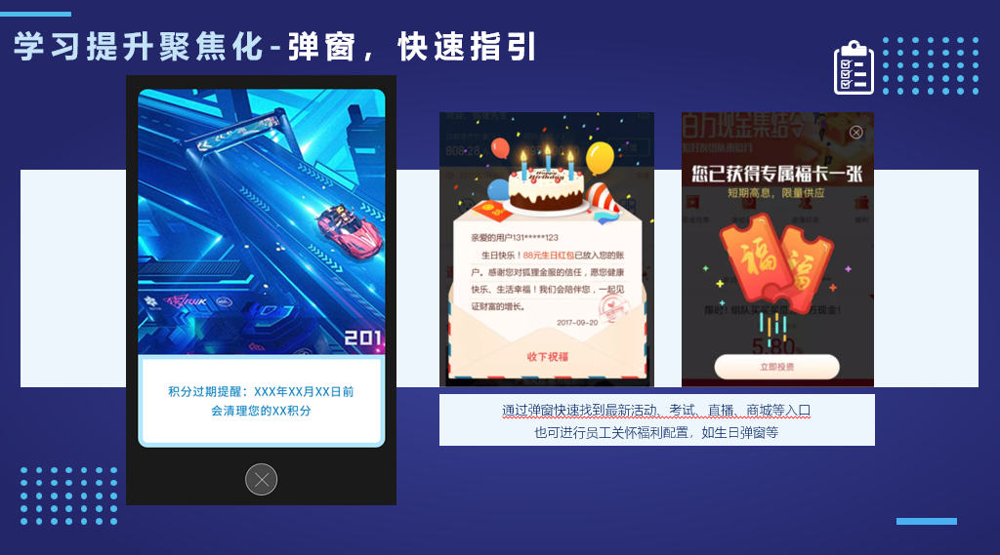 学习提升聚焦化-弹窗，快速指引
201
积分过期提醒：XXX年XX月XX日前
会清理您的XX积分
808.28
Happy
Birthday
亲爱的用户131*****123
生日快乐！88元生日红包已放入您的账
户。感谢您对狐狸金服的信任，愿您健康
快乐、生活幸福！我们会陪伴您，一起见
证财富的增长。
2017-09-20
收下祝福
百万现金集结令
您已获得专属福卡一张
短期高息，限量供应
福
福
5.80%
立即投资
通过弹窗快速找到最新活动、考试、直播、商城等入口
也可进行员工关怀福利配置，如生日弹窗等